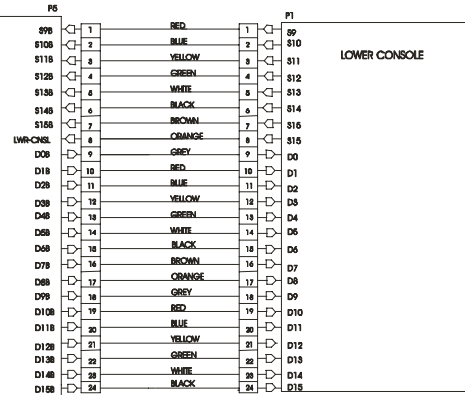 P5 P1
LOWER CONSOLE
S9B 1 RED 1 S9
S10B 2 BLUE 2 S10
S11B 3 YELLOW 3 S11
S12B 4 GREEN 4 S12
S13B 5 WHITE 5 S13
S14B 6 BLACK 6 S14
S15B 7 BROWN 7 S16
LWR-CNSL 8 ORANGE 8 S15
D0B 9 GREY 9 D0
D1B 10 RED 10 D1
D2B 11 BLUE 11 D2
D3B 12 YELLOW 12 D3
D4B 13 GREEN 13 D4
D5B 14 WHITE 14 D5
D6B 15 BLACK 15 D6
D7B 16 BROWN 16 D7
D8B 17 ORANGE 17 D8
D9B 18 GREY 18 D9
D10B 19 RED 19 D10
D11B 20 BLUE 20 D11
D12B 21 YELLOW 21 D12
D13B 22 GREEN 22 D13
D14B 23 WHITE 23 D14
D15B 24 BLACK 24 D15